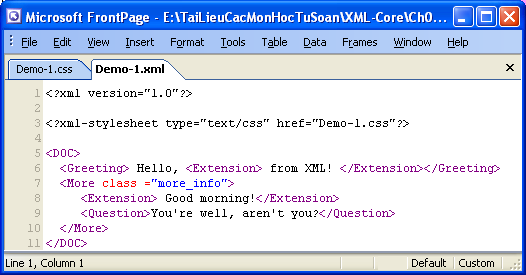 Microsoft FrontPage - E:\TaiLieuCacMonHocTuSoan\XML-Core\Ch0...
File Edit View Insert Format Tools Table Data Frames Window Help
Demo-1.css Demo-1.xml
1 <?xml version="1.0"?>
2
3 <?xml-stylesheet type="text/css" href="Demo-1.css"?>
4
5 <DOC>
6 <Greeting> Hello, <Extension> from XML! </Extension></Greeting>
7 <More class ="more_info">
8 <Extension> Good morning!</Extension>
9 <Question>You're well, aren't you?</Question>
10 </More>
11 </DOC>
Line 1, Column 1 Default Custom